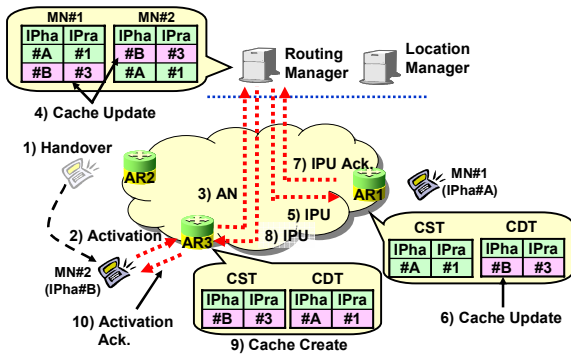 MN#1 MN#2
IPha IPra IPha IPra
#A #1 #B #3
#B #3 #A #1
Routing
Manager
Location
Manager
4) Cache Update
1) Handover
AR2
3) AN
7) IPU Ack.
AR1
MN#1
(IPha#A)
5) IPU
2) Activation
AR3
8) IPU
MN#2
(IPha#B)
CST CDT
IPha IPra IPha IPra
#A #1 #B #3
CST CDT
IPha IPra IPha IPra
#B #3 #A #1
10) Activation
Ack.
9) Cache Create
6) Cache Update